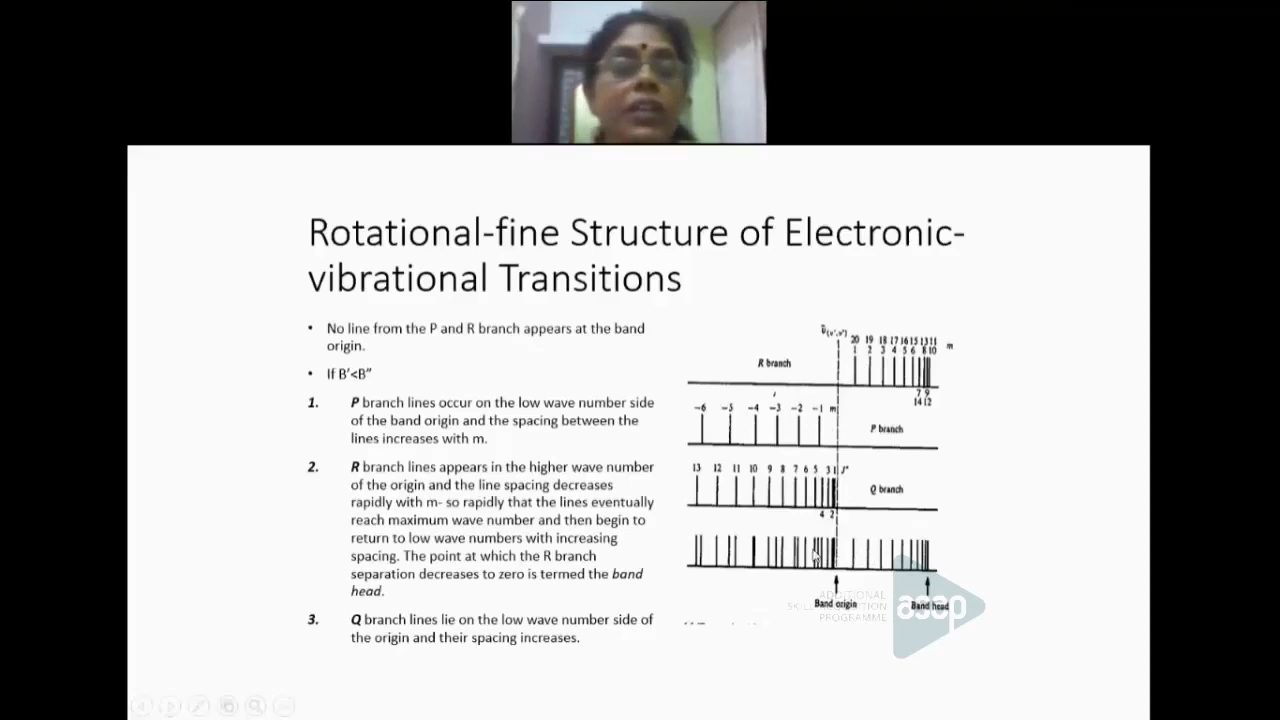 Rotational-fine Structure of Electronic-
vibrational Transitions
• No line from the P and R branch appears at the band
origin.
• If B'<B"
1. P branch lines occur on the low wave number side
of the band origin and the spacing between the
lines increases with m.
2. R branch lines appears in the higher wave number
of the origin and the line spacing decreases
rapidly with m- so rapidly that the lines eventually
reach maximum wave number and then begin to
return to low wave numbers with increasing
spacing. The point at which the R branch
separation decreases to zero is termed the band
head.
3. Q branch lines lie on the low wave number side of
the origin and their spacing increases.
20 19 18 17 16 15 13 11
1 2 3 4 5 6 8 10 m
R branch
7 9
14 12
-6 -5 -4 -3 -2 -1 m
P branch
13 12 11 10 9 8 7 6 5 3 1 J"
Q branch
4 2
Band origin
Band head
ADDITIONAL
SKILL ACQUISITION
PROGRAMME
asap